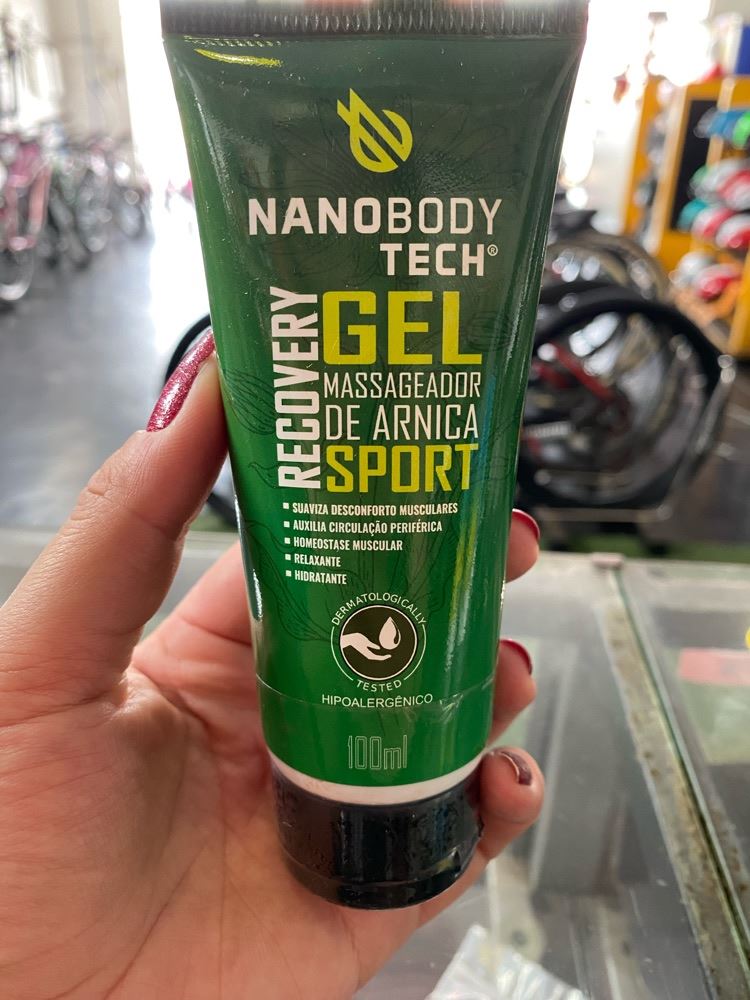 NANOBODY
TECH®
RECOVERY
GEL
MASSAGEADOR
DE ARNICA
SPORT
▪ SUAVIZA DESCONFORTO MUSCULARES
▪ AUXILIA CIRCULAÇÃO PERIFÉRICA
▪ HOMEOSTASE MUSCULAR
▪ RELAXANTE
▪ HIDRATANTE
DERMATOLOGICALLY
TESTED
HIPOALERGÊNICO
100ml